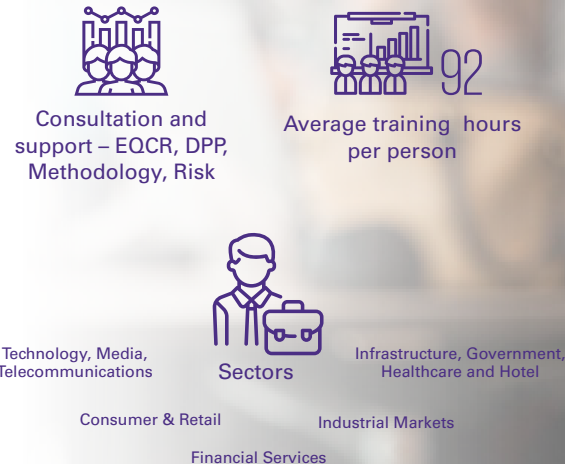 92
Consultation and
support – EQCR, DPP,
Methodology, Risk
Average training hours
per person
Sectors
Technology, Media,
Telecommunications
Infrastructure, Government,
Healthcare and Hotel
Consumer & Retail
Industrial Markets
Financial Services